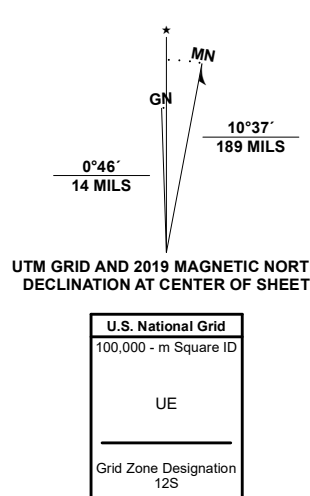 ★
MN
GN
10°37´
189 MILS
0°46´
14 MILS
UTM GRID AND 2019 MAGNETIC NORT
DECLINATION AT CENTER OF SHEET
U.S. National Grid
100,000 - m Square ID
UE
Grid Zone Designation
12S